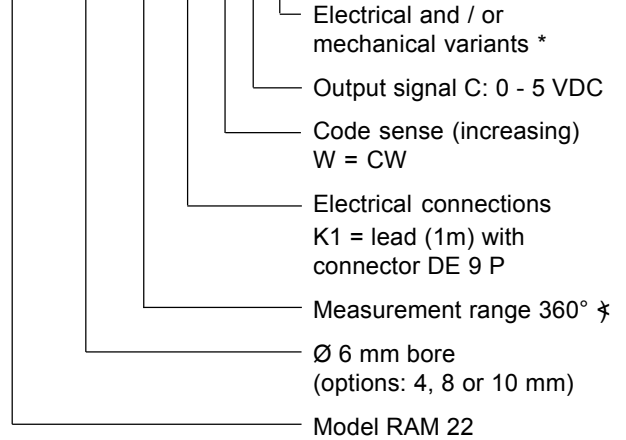 Electrical and / or
mechanical variants *
Output signal C: 0 - 5 VDC
Code sense (increasing)
W = CW
Electrical connections
K1 = lead (1m) with
connector DE 9 P
Measurement range 360° ∢
Ø 6 mm bore
(options: 4, 8 or 10 mm)
Model RAM 22